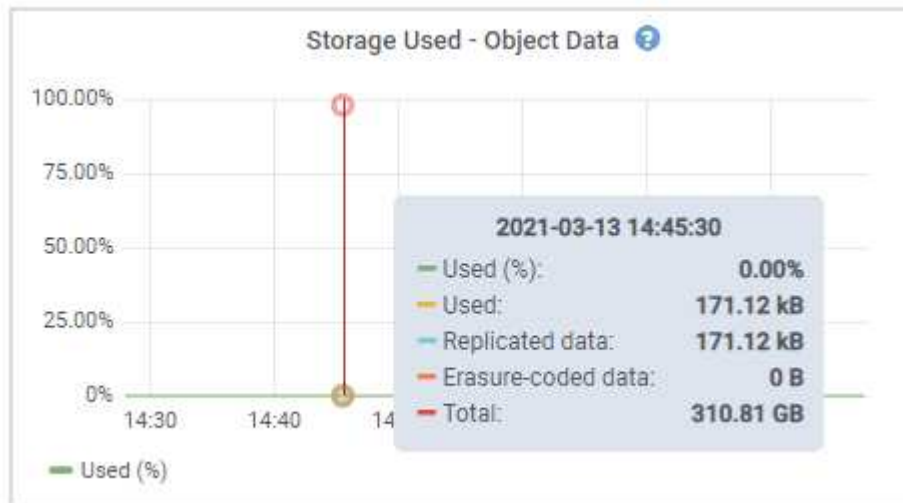 Storage Used - Object Data ?
100.00%
75.00%
50.00%
25.00%
0%
14:30
14:40
2021-03-13 14:45:30
Used (%): 0.00%
Used: 171.12 kB
Replicated data: 171.12 kB
Erasure-coded data: 0 B
Total: 310.81 GB
Used (%)